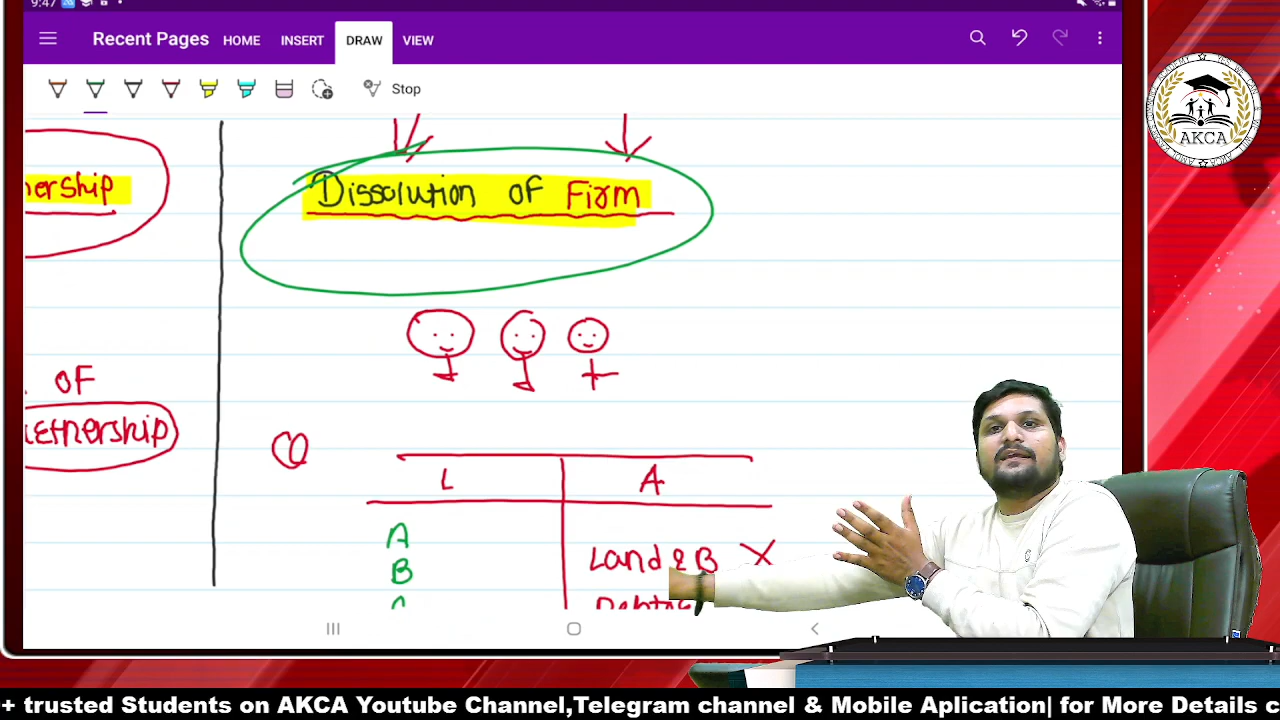 9:47
Recent Pages HOME INSERT DRAW VIEW
Stop
AKCA
nership
Dissolution of Firm
OF
L A
A
B
Land & B X
+ trusted Students on AKCA Youtube Channel,Telegram channel & Mobile Aplication| for More Details c